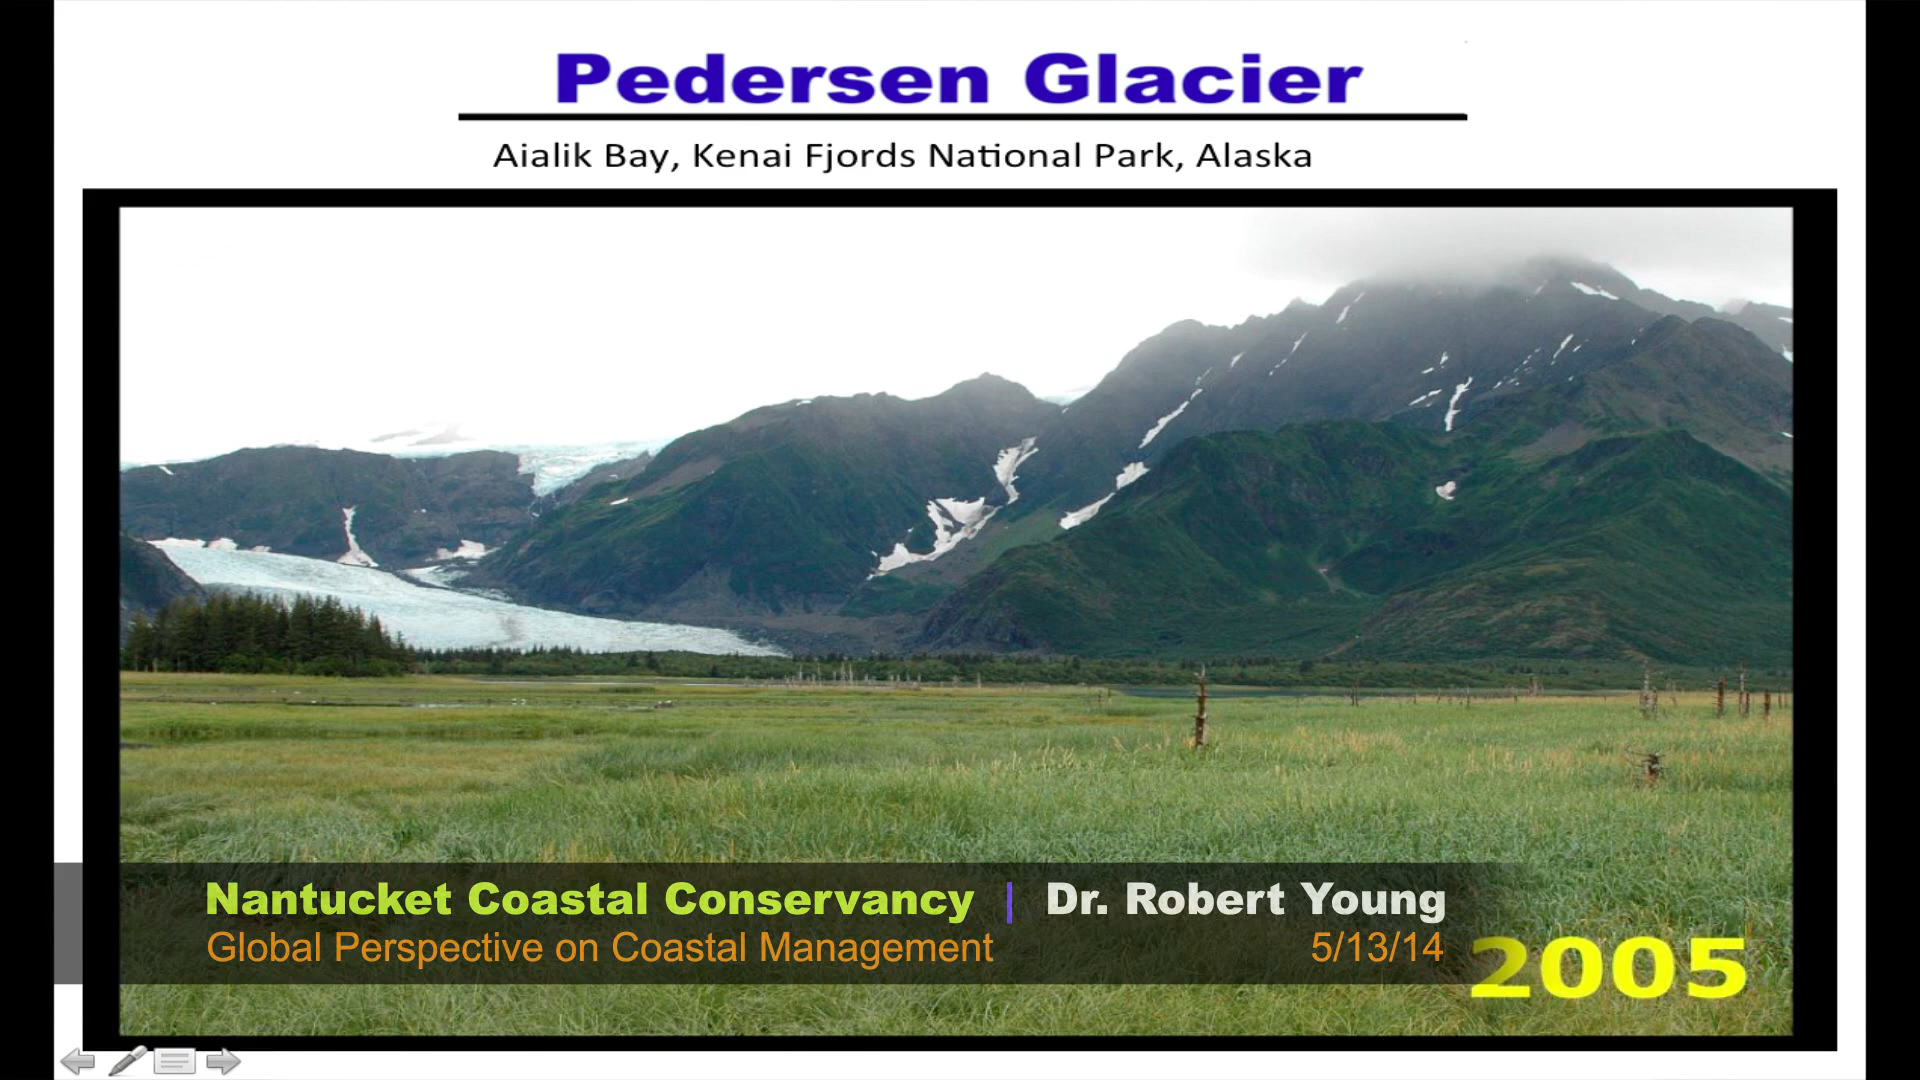 Pedersen Glacier
Aialik Bay, Kenai Fjords National Park, Alaska
Nantucket Coastal Conservancy | Dr. Robert Young
Global Perspective on Coastal Management 5/13/14
2005